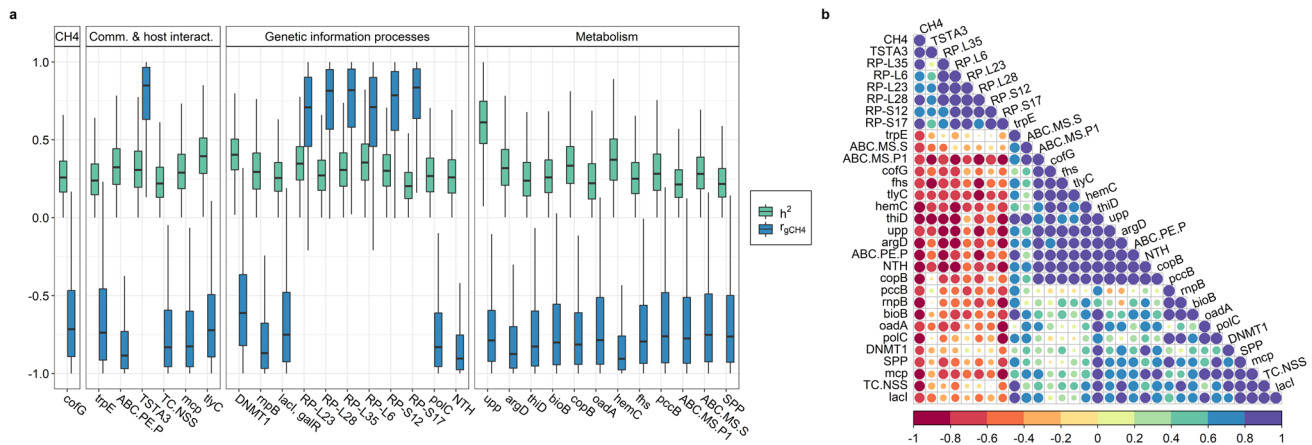 a
CH4
Comm. & host interact.
Genetic information processes
Metabolism
1.0
0.5
0.0
-0.5
-1.0
h²
rgCH4
cofG
trpE
ABC.PE.P
TSTA3
TC.NSS
mcp
tlyC
DNMT1
rnpB
lacI_galR
RP-L23
RP-L28
RP-L35
RP-L6
RP-S12
RP-S17
polC
NTH
upp
argD
thiD
bioB
copB
oadA
hemC
fhs
pccB
ABC.MS.P1
ABC.MS.S
SPP
b
CH4
TSTA3
RP-L35
RP-L6
RP-L23
RP-L28
RP-S12
RP-S17
trpE
ABC.MS.S
ABC.MS.P1
cofG
fhs
tlyC
hemC
thiD
upp
argD
ABC.PE.P
NTH
copB
pccB
rnpB
bioB
oadA
polC
DNMT1
SPP
mcp
TC.NSS
lacI
CH4
TSTA3
RP.L35
RP.L6
RP.L23
RP.L28
RP.S12
RP.S17
trpE
ABC.MS.S
ABC.MS.P1
cofG
fhs
tlyC
hemC
thiD
upp
argD
ABC.PE.P
NTH
copB
pccB
rnpB
bioB
oadA
polC
DNMT1
SPP
mcp
TC.NSS
lacI
-1 -0.8 -0.6 -0.4 -0.2 0 0.2 0.4 0.6 0.8 1